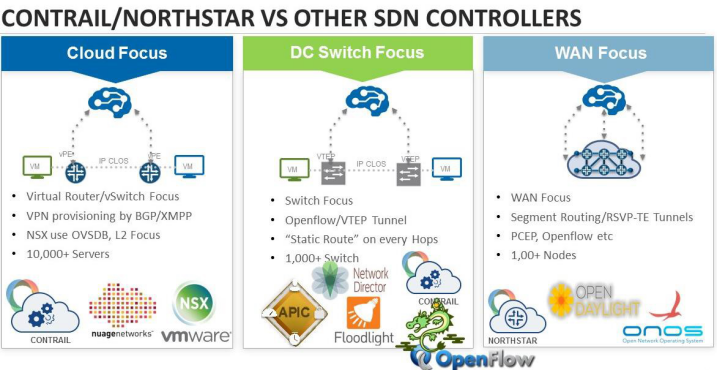 CONTRAIL/NORTHSTAR VS OTHER SDN CONTROLLERS
Cloud Focus
vPE
VPE
IP CLOS
VM
VM
• Virtual Router/vSwitch Focus
• VPN provisioning by BGP/XMPP
• NSX use OVSDB, L2 Focus
• 10,000+ Servers
CONTRAIL
nuagenetworks
NSX
vmware
DC Switch Focus
VTEP
VTEP
IP CLOS
VM
VM
• Switch Focus
• Openflow/VTEP Tunnel
• “Static Route” on every Hops
• 1,000+ Switch
Network
Director
CONTRAIL
APIC
Floodlight
OpenFlow
WAN Focus
• WAN Focus
• Segment Routing/RSVP-TE Tunnels
• PCEP, Openflow etc
• 1,00+ Nodes
NORTHSTAR
OPEN
DAYLIGHT
onos
Open Network Operating System